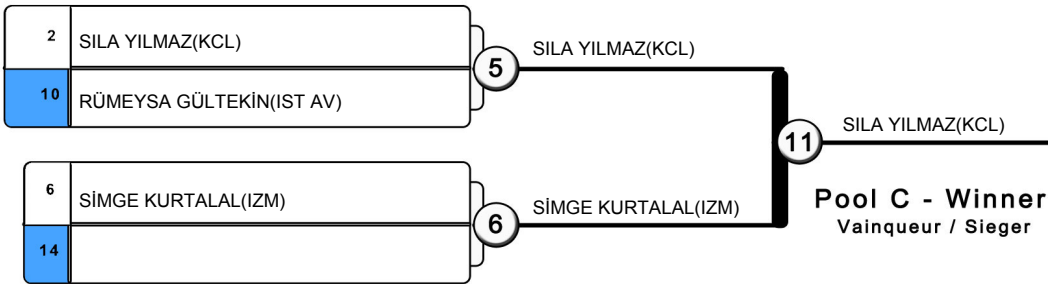 2 SILA YILMAZ(KCL)
10 RÜMEYSA GÜLTEKİN(IST AV)
5
SILA YILMAZ(KCL)
6 SİMGE KURTALAL(IZM)
14
6
SİMGE KURTALAL(IZM)
11
SILA YILMAZ(KCL)
Pool C - Winner
Vainqueur / Sieger